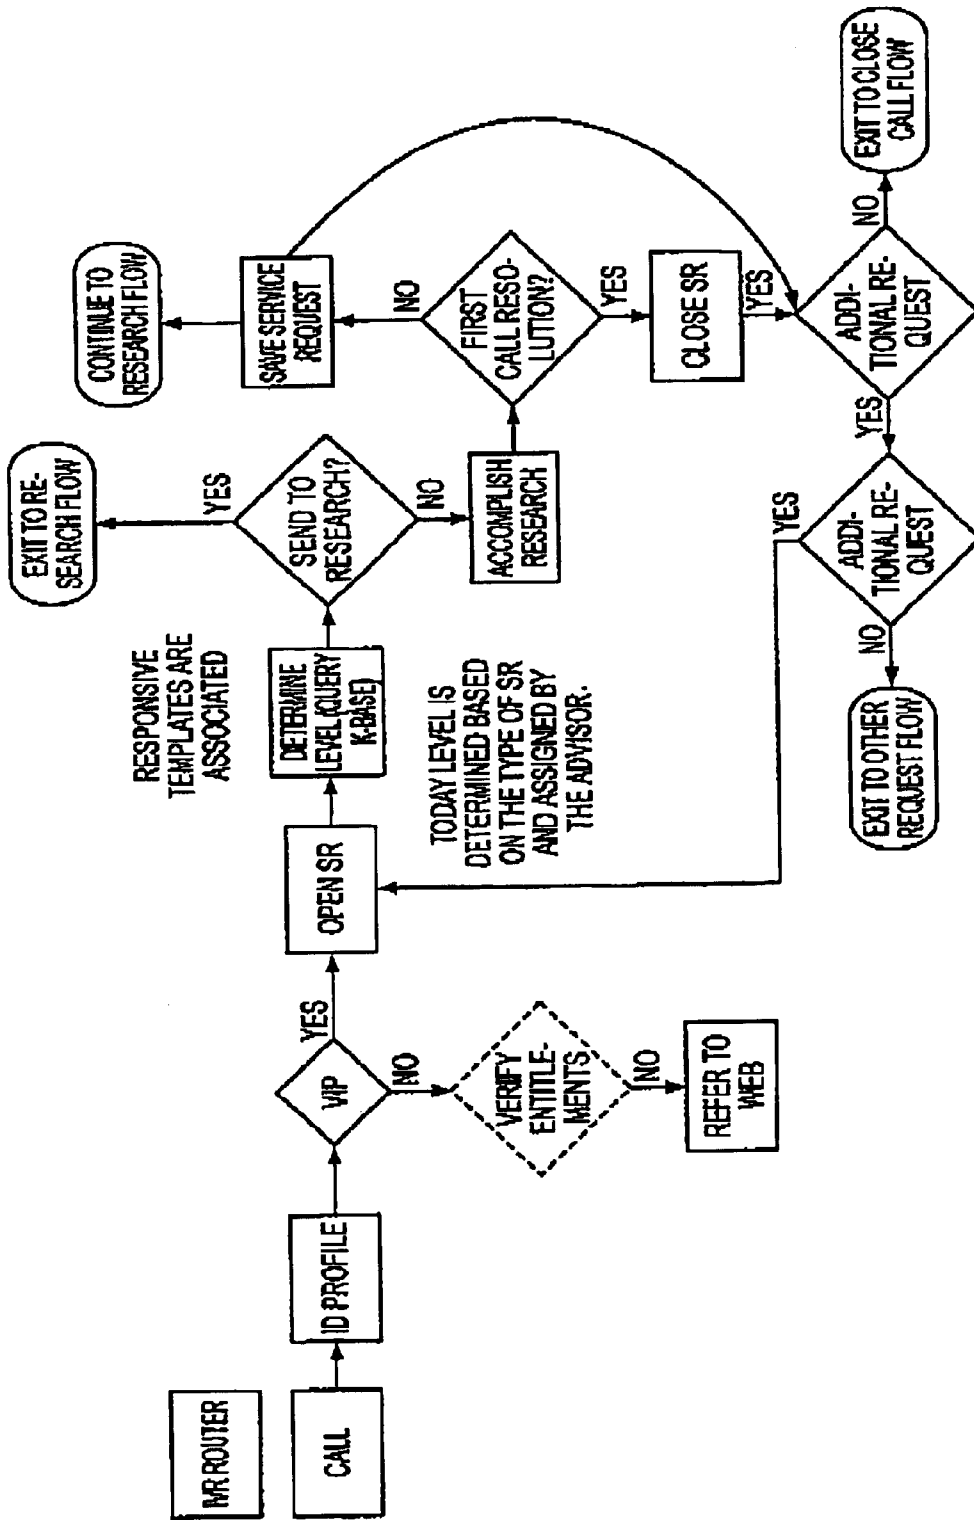 IVR ROUTER
CALL
ID PROFILE
VIP
YES
NO
VERIFY
ENTITLE-
MENTS
NO
REFER TO
WEB
OPEN SR
RESPONSIVE
TEMPLATES ARE
ASSOCIATED
DETERMINE
LEVEL(QUERY
K-BASE)
TODAY LEVEL IS
DETERMINED BASED
ON THE TYPE OF SR
AND ASSIGNED BY
THE ADVISOR.
EXIT TO RE-
SEARCH FLOW
YES
SEND TO
RESEARCH?
NO
ACCOMPLISH
RESEARCH
CONTINUE TO
RESEARCH FLOW
SAVE SERVICE
REQUEST
NO
FIRST
CALL RESO-
LUTION?
YES
CLOSE SR
YES
ADDI-
TIONAL RE-
QUEST
NO
EXIT TO CLOSE
CALL FLOW
YES
ADDI-
TIONAL RE-
QUEST
YES
NO
EXIT TO OTHER
REQUEST FLOW